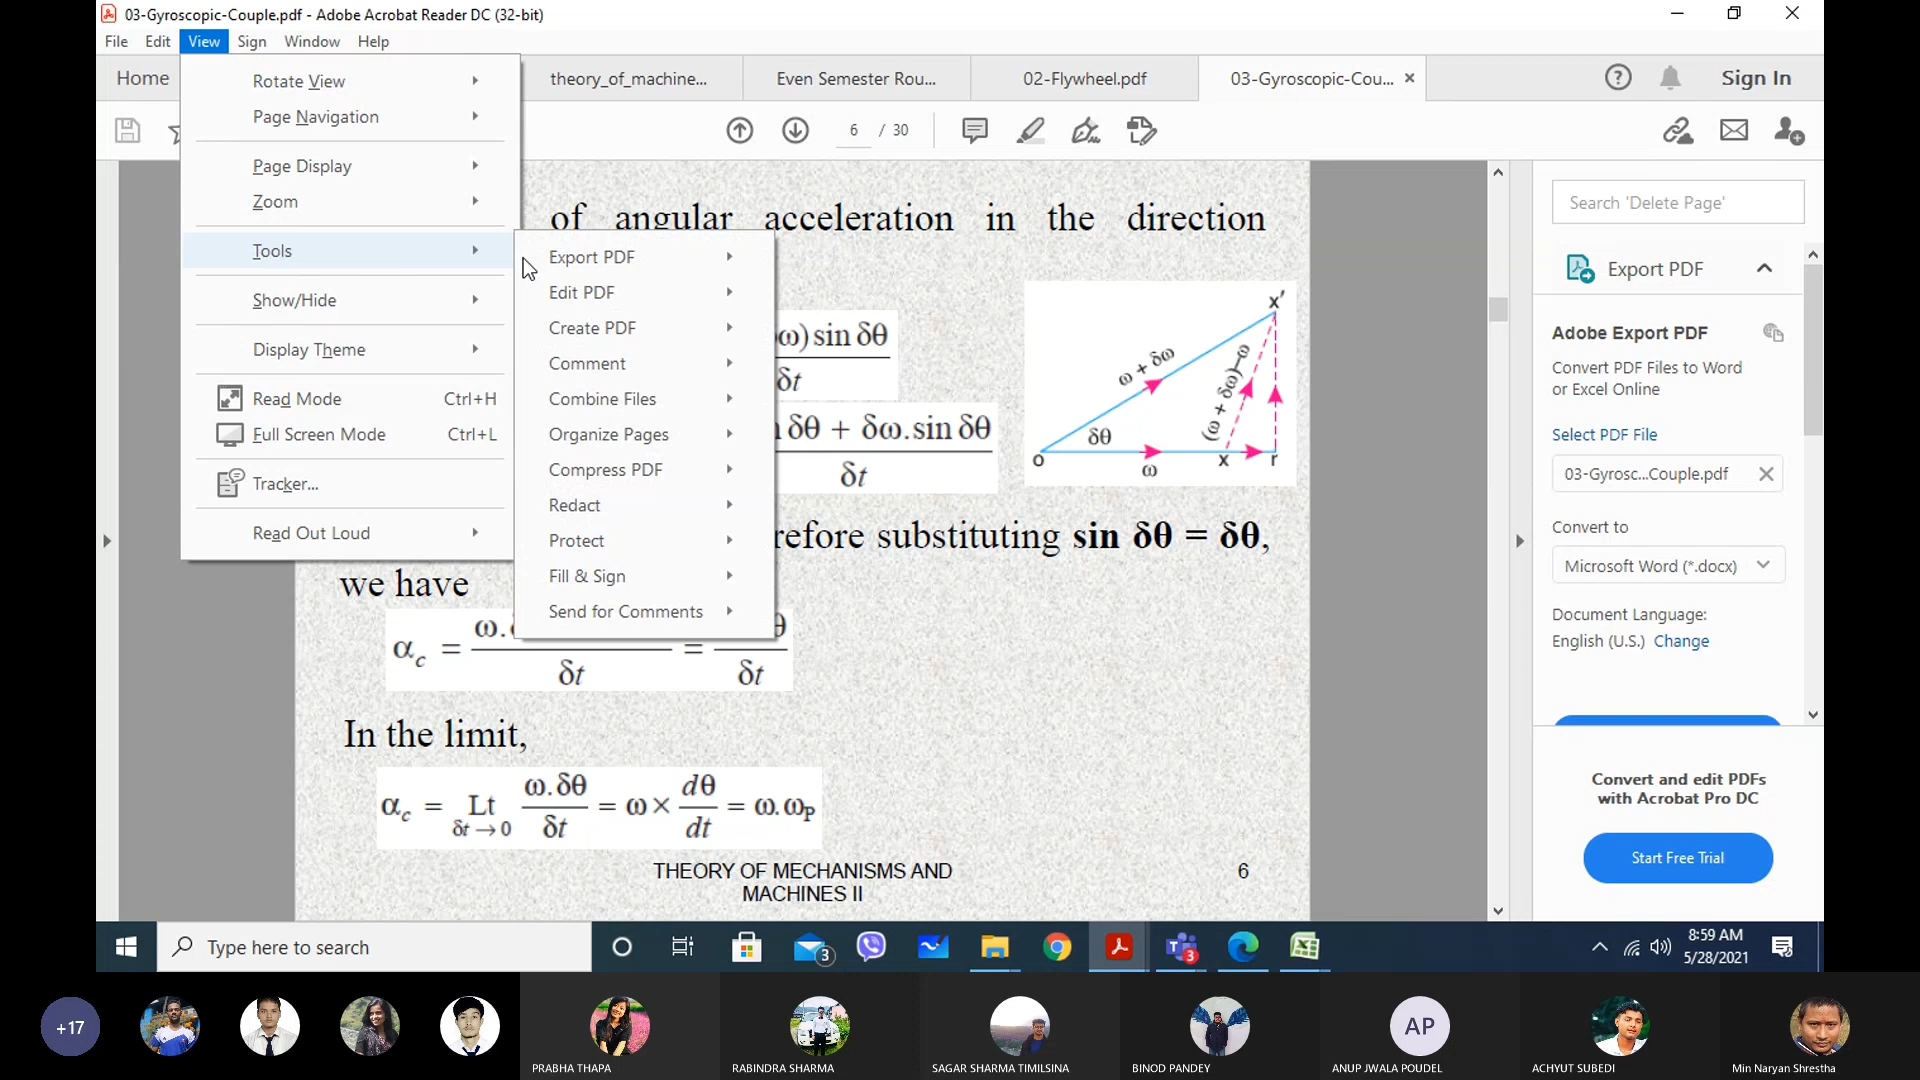 03-Gyroscopic-Couple.pdf - Adobe Acrobat Reader DC (32-bit)
File Edit View Sign Window Help
Home
theory_of_machine...
Even Semester Rou...
02-Flywheel.pdf
03-Gyroscopic-Cou... ×
Sign In
6 / 30
Rotate View
Page Navigation
Page Display
Zoom
Tools
Show/Hide
Display Theme
Read Mode Ctrl+H
Full Screen Mode Ctrl+L
Tracker...
Read Out Loud
Export PDF
Edit PDF
Create PDF
Comment
Combine Files
Organize Pages
Compress PDF
Redact
Protect
Fill & Sign
Send for Comments
of angular acceleration in the direction
ω) sin δθ
δt
δθ + δω.sin δθ
δt
x'
ω + δω
(ω + δω)–ω
δθ
o ω x r
refore substituting sin δθ = δθ,
we have
α_c = ω. / δt = θ / δt
In the limit,
α_c = Lt δt→0 ω.δθ/δt = ω × dθ/dt = ω.ω_P
THEORY OF MECHANISMS AND
MACHINES II
6
Search 'Delete Page'
Export PDF
Adobe Export PDF
Convert PDF Files to Word
or Excel Online
Select PDF File
03-Gyrosc...Couple.pdf
Convert to
Microsoft Word (*.docx)
Document Language:
English (U.S.) Change
Convert and edit PDFs
with Acrobat Pro DC
Start Free Trial
Type here to search
3
3
8:59 AM
5/28/2021
+17
AP
PRABHA THAPA
RABINDRA SHARMA
SAGAR SHARMA TIMILSINA
BINOD PANDEY
ANUP JWALA POUDEL
ACHYUT SUBEDI
Min Naryan Shrestha